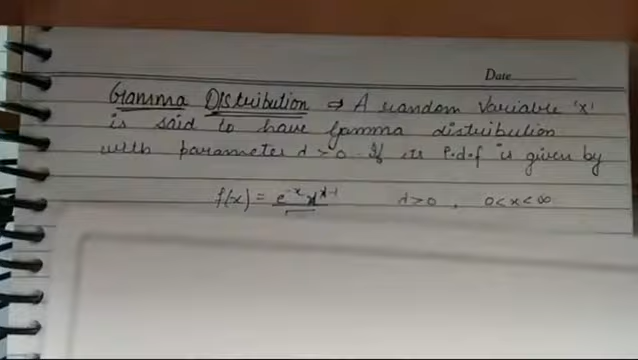 Date
Gamma Distribution ⇒ A random variable 'x'
is said to have Gamma distribution
with parameter λ > 0 If its P.d.f is given by
f(x) = e^{-x} x^{λ-1} λ>0 , 0<x<∞